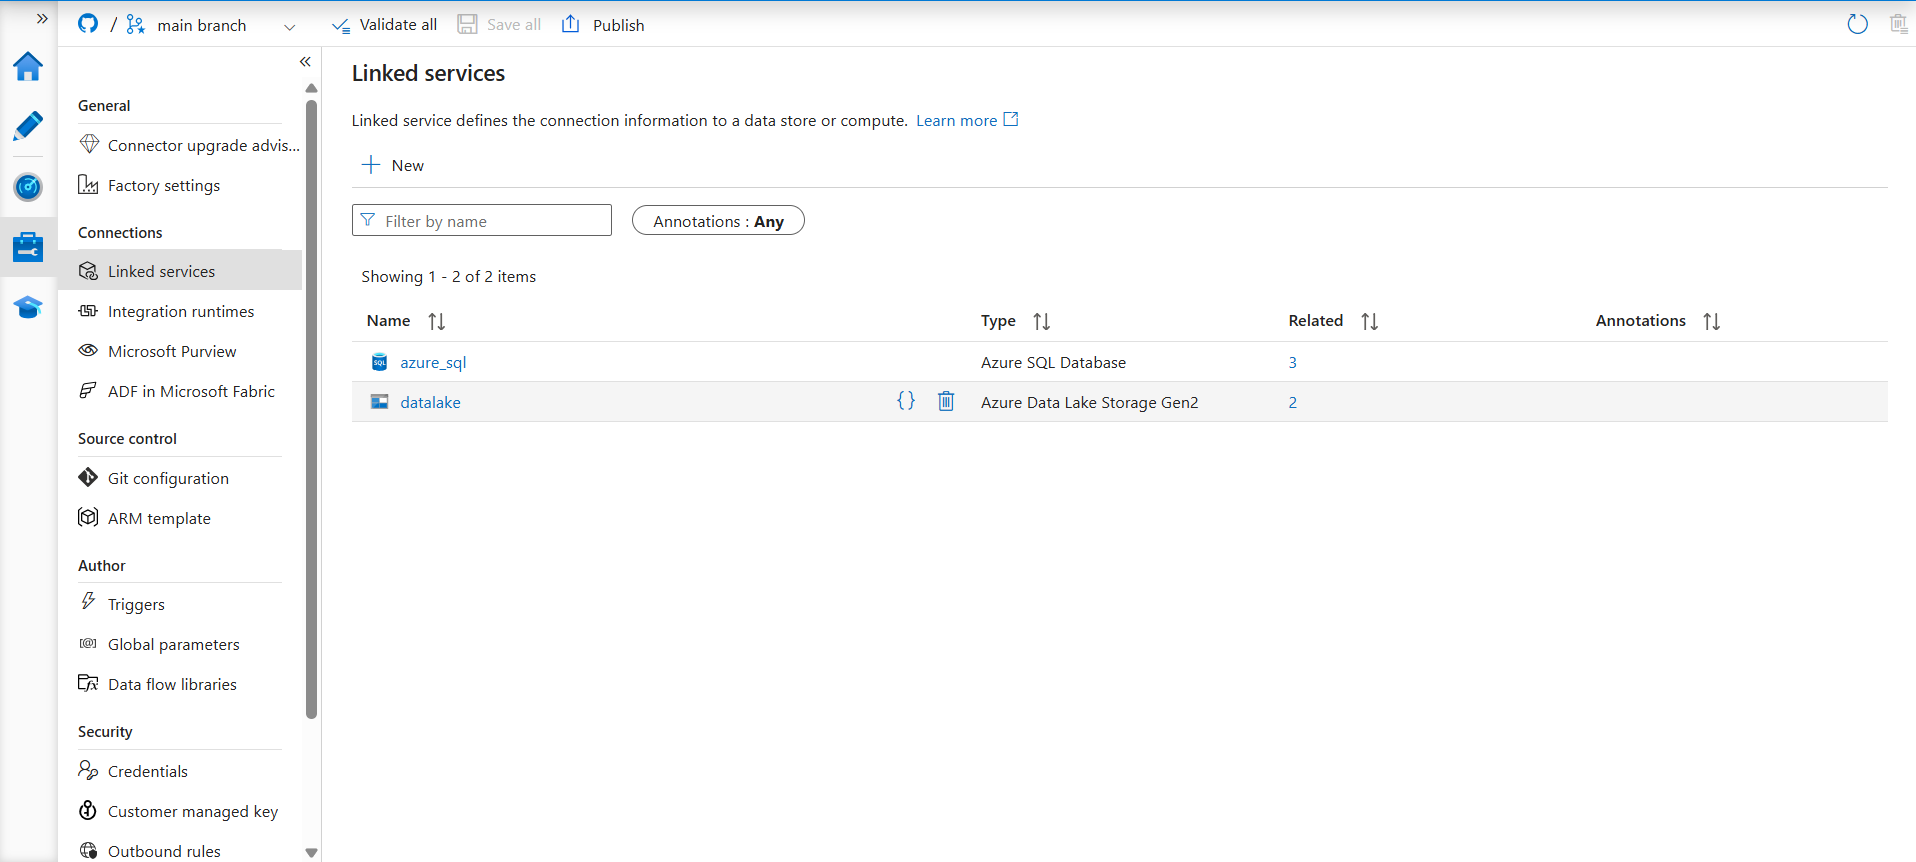 / main branch
Validate all
Save all
Publish
General
Connector upgrade advis...
Factory settings
Connections
Linked services
Integration runtimes
Microsoft Purview
ADF in Microsoft Fabric
Source control
Git configuration
ARM template
Author
Triggers
Global parameters
Data flow libraries
Security
Credentials
Customer managed key
Outbound rules
Linked services
Linked service defines the connection information to a data store or compute. Learn more
New
Filter by name
Annotations : Any
Showing 1 - 2 of 2 items
Name Type Related Annotations
SQL azure_sql Azure SQL Database 3
datalake {} Azure Data Lake Storage Gen2 2